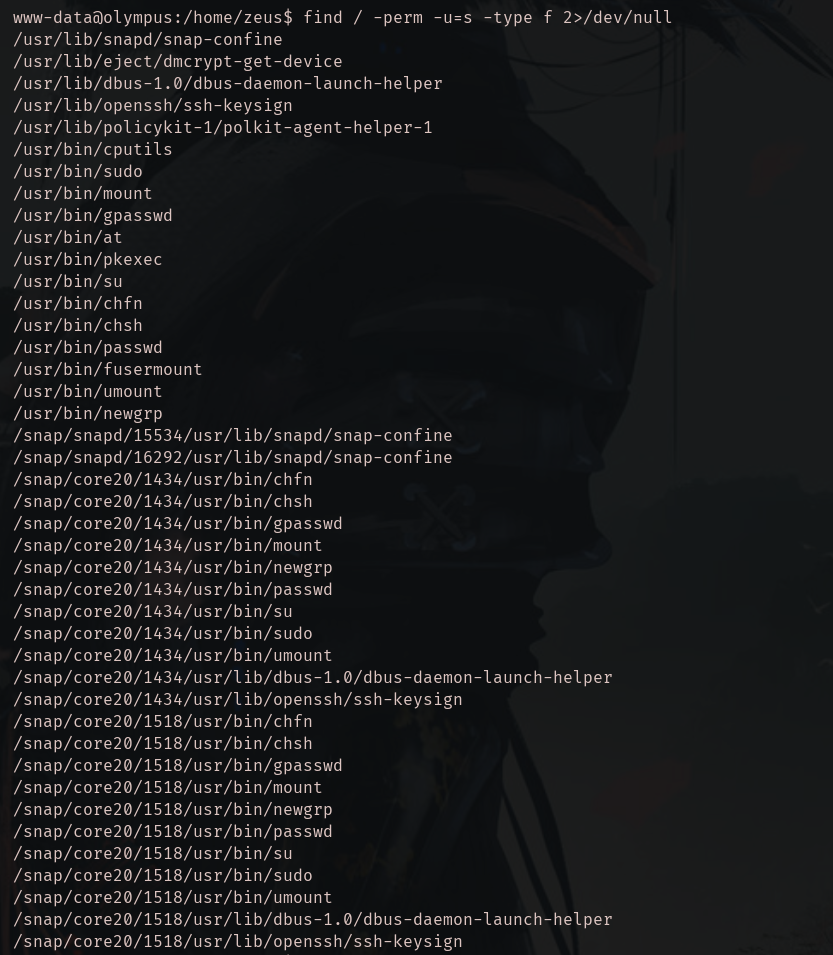 www-data@olympus:/home/zeus$ find / -perm -u=s -type f 2>/dev/null
/usr/lib/snapd/snap-confine
/usr/lib/eject/dmcrypt-get-device
/usr/lib/dbus-1.0/dbus-daemon-launch-helper
/usr/lib/openssh/ssh-keysign
/usr/lib/policykit-1/polkit-agent-helper-1
/usr/bin/cputils
/usr/bin/sudo
/usr/bin/mount
/usr/bin/gpasswd
/usr/bin/at
/usr/bin/pkexec
/usr/bin/su
/usr/bin/chfn
/usr/bin/chsh
/usr/bin/passwd
/usr/bin/fusermount
/usr/bin/umount
/usr/bin/newgrp
/snap/snapd/15534/usr/lib/snapd/snap-confine
/snap/snapd/16292/usr/lib/snapd/snap-confine
/snap/core20/1434/usr/bin/chfn
/snap/core20/1434/usr/bin/chsh
/snap/core20/1434/usr/bin/gpasswd
/snap/core20/1434/usr/bin/mount
/snap/core20/1434/usr/bin/newgrp
/snap/core20/1434/usr/bin/passwd
/snap/core20/1434/usr/bin/su
/snap/core20/1434/usr/bin/sudo
/snap/core20/1434/usr/bin/umount
/snap/core20/1434/usr/lib/dbus-1.0/dbus-daemon-launch-helper
/snap/core20/1434/usr/lib/openssh/ssh-keysign
/snap/core20/1518/usr/bin/chfn
/snap/core20/1518/usr/bin/chsh
/snap/core20/1518/usr/bin/gpasswd
/snap/core20/1518/usr/bin/mount
/snap/core20/1518/usr/bin/newgrp
/snap/core20/1518/usr/bin/passwd
/snap/core20/1518/usr/bin/su
/snap/core20/1518/usr/bin/sudo
/snap/core20/1518/usr/bin/umount
/snap/core20/1518/usr/lib/dbus-1.0/dbus-daemon-launch-helper
/snap/core20/1518/usr/lib/openssh/ssh-keysign